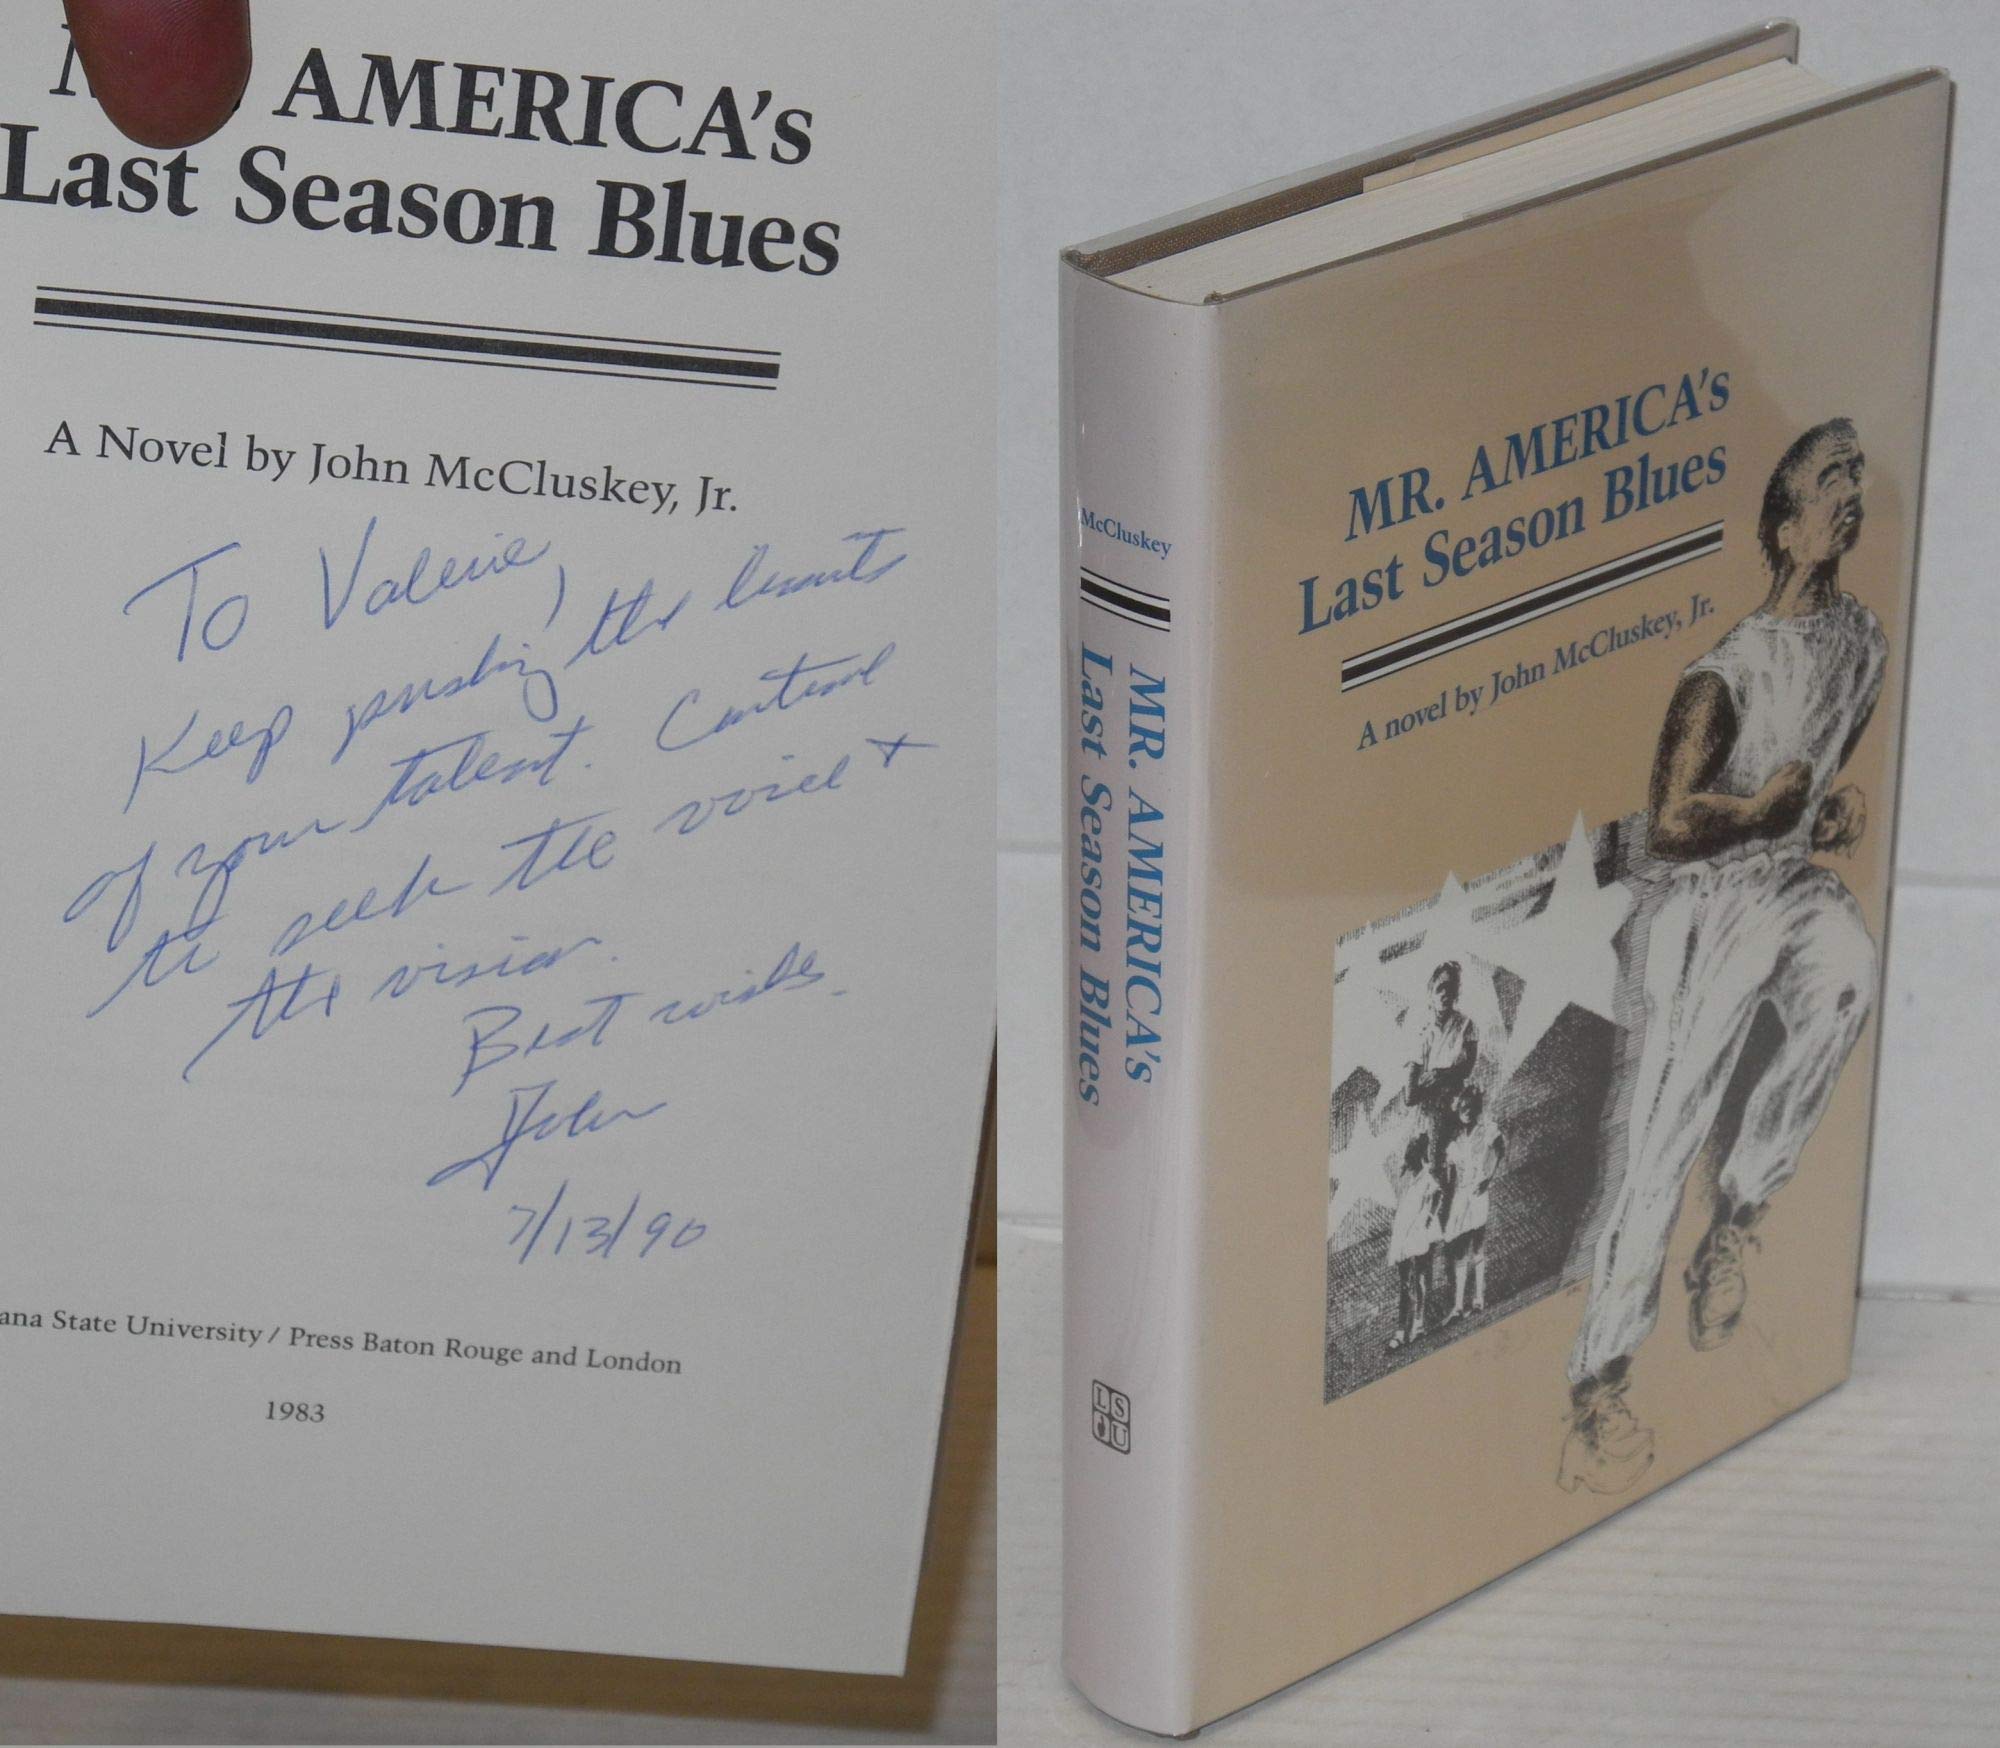 AMERICA's
Last Season Blues
A Novel by John McCluskey, Jr.
To Valerie,
Keep pushing the limits
of your talent. Continue
to seek the voice +
the vision.
Best wishes.
John
7/13/90
ana State University / Press Baton Rouge and London
1983
McCluskey
MR. AMERICA's
Last Season Blues
LSU
MR. AMERICA's
Last Season Blues
A novel by John McCluskey, Jr.